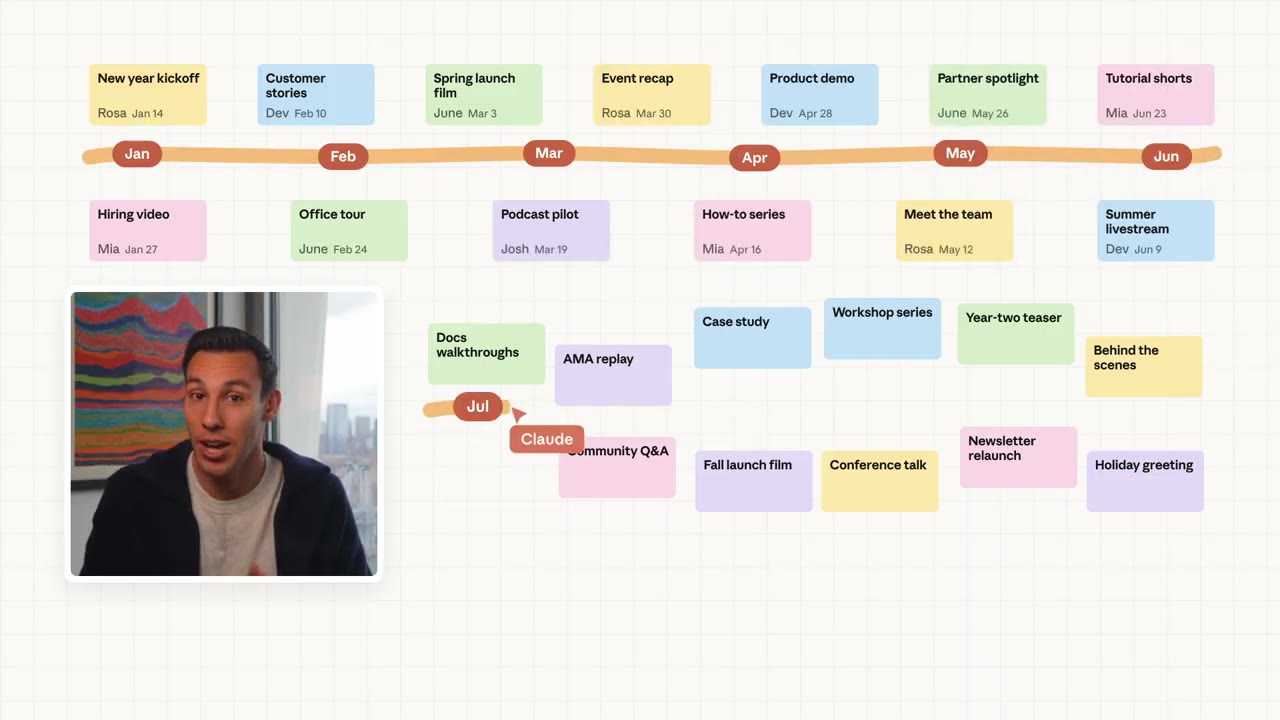 New year kickoff
Rosa Jan 14
Customer
stories
Dev Feb 10
Spring launch
film
June Mar 3
Event recap
Rosa Mar 30
Product demo
Dev Apr 28
Partner spotlight
June May 26
Tutorial shorts
Mia Jun 23
Jan
Feb
Mar
Apr
May
Jun
Hiring video
Mia Jan 27
Office tour
June Feb 24
Podcast pilot
Josh Mar 19
How-to series
Mia Apr 16
Meet the team
Rosa May 12
Summer
livestream
Dev Jun 9
Docs
walkthroughs
AMA replay
Case study
Workshop series
Year-two teaser
Behind the
scenes
Jul
Claude
Community Q&A
Fall launch film
Conference talk
Newsletter
relaunch
Holiday greeting